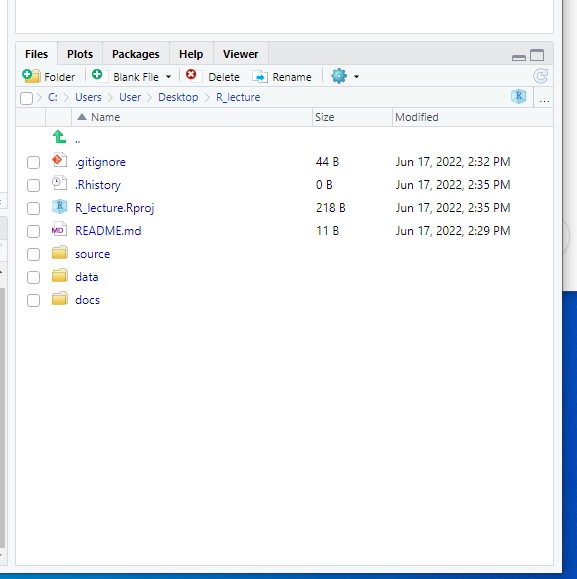 Files Plots Packages Help Viewer
Folder Blank File Delete Rename
C: Users User Desktop R_lecture R ...
Name Size Modified
..
.gitignore 44 B Jun 17, 2022, 2:32 PM
.Rhistory 0 B Jun 17, 2022, 2:35 PM
R R_lecture.Rproj 218 B Jun 17, 2022, 2:35 PM
MD README.md 11 B Jun 17, 2022, 2:29 PM
source
data
docs